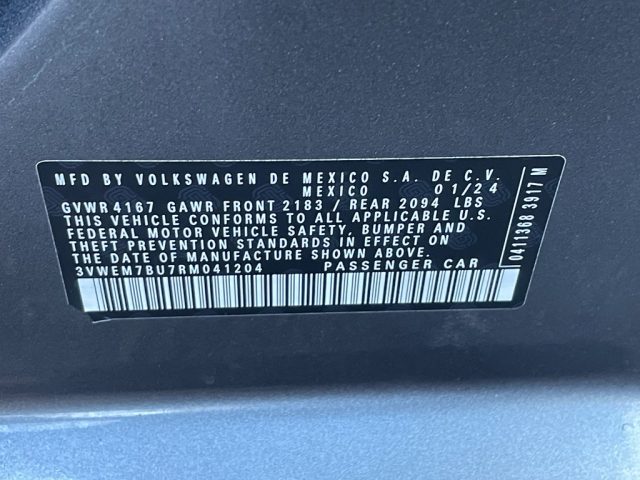 MFD BY VOLKSWAGEN DE MEXICO S.A. DE C.V.
MEXICO 01/24
GVWR 4167 GAWR FRONT 2183 / REAR 2094 LBS
THIS VEHICLE CONFORMS TO ALL APPLICABLE U.S.
FEDERAL MOTOR VEHICLE SAFETY, BUMPER AND
THEFT PREVENTION STANDARDS IN EFFECT ON
THE DATE OF MANUFACTURE SHOWN ABOVE.
3VWEM7BU7RM041204 PASSENGER CAR
0411368 3917 M